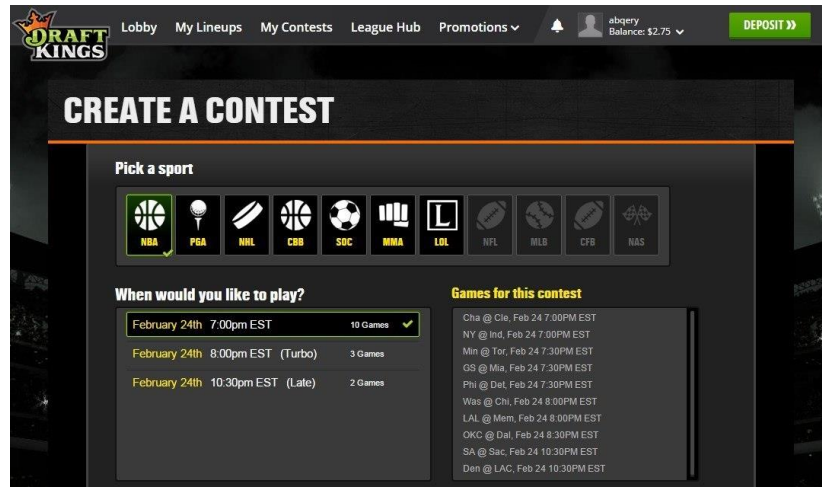 DRAFT
KINGS
Lobby My Lineups My Contests League Hub Promotions abqery
Balance: $2.75
DEPOSIT »
CREATE A CONTEST
Pick a sport
NBA PGA NHL CBB SOC MMA L LOL NFL MLB CFB NAS
When would you like to play?
February 24th 7:00pm EST 10 Games
February 24th 8:00pm EST (Turbo) 3 Games
February 24th 10:30pm EST (Late) 2 Games
Games for this contest
Cha @ Cle, Feb 24 7:00PM EST
NY @ Ind, Feb 24 7:00PM EST
Min @ Tor, Feb 24 7:30PM EST
GS @ Mia, Feb 24 7:30PM EST
Phi @ Det, Feb 24 7:30PM EST
Was @ Chi, Feb 24 8:00PM EST
LAL @ Mem, Feb 24 8:00PM EST
OKC @ Dal, Feb 24 8:30PM EST
SA @ Sac, Feb 24 10:30PM EST
Den @ LAC, Feb 24 10:30PM EST